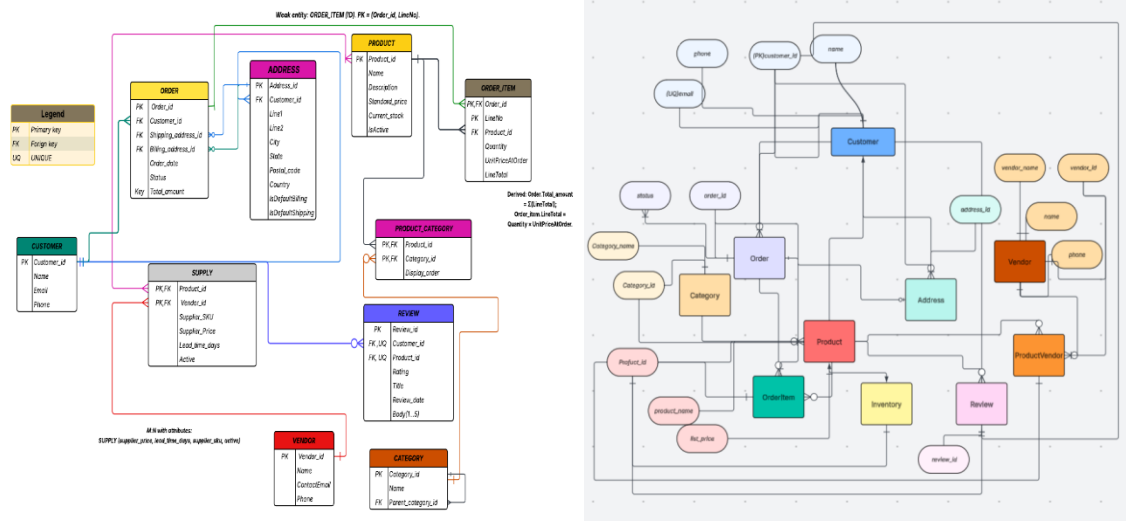 Weak entity: ORDER_ITEM (ID). PK = (Order_id, LineNo).
PRODUCT
PK Product_id
Name
Description
Standard_price
Current_stock
isActive
ADDRESS
PK Address_id
FK Customer_id
Line1
Line2
City
State
Postal_code
Country
isDefaultBilling
isDefaultShipping
ORDER
PK Order_id
FK Customer_id
FK Shipping_address_id
FK Billing_address_id
Order_date
Status
Key Total_amount
ORDER_ITEM
PK,FK Order_id
PK LineNo
FK Product_id
Quantity
UnitPriceAtOrder
LineTotal
Legend
PK Primary key
FK Forign key
UQ UNIQUE
Derived: Order.Total_amount
= Σ(LineTotal);
Order_item.LineTotal =
Quantity × UnitPriceAtOrder.
PRODUCT_CATEGORY
PK,FK Product_id
PK,FK Category_id
Display_order
CUSTOMER
PK Customer_id
Name
Email
Phone
SUPPLY
PK,FK Product_id
PK,FK Vendor_id
Supplier_SKU
Supplier_Price
Lead_time_days
Active
REVIEW
PK Review_id
FK,UQ Customer_id
FK,UQ Product_id
Rating
Title
Review_date
Body(1..5)
M:N with attributes:
SUPPLY (supplier_price, lead_time_days, supplier_sku, active)
VENDOR
PK Vendor_id
Name
ContactEmail
Phone
CATEGORY
PK Category_id
Name
FK Parent_category_id
phone
(PK)customer_id
name
(UQ)email
Customer
vendor_name
vendor_id
status
order_id
address_id
name
Category_name
phone
Order
Vendor
Category_id
Category
Address
Product
ProductVendor
Product_id
OrderItem
Inventory
Review
product_name
list_price
review_id